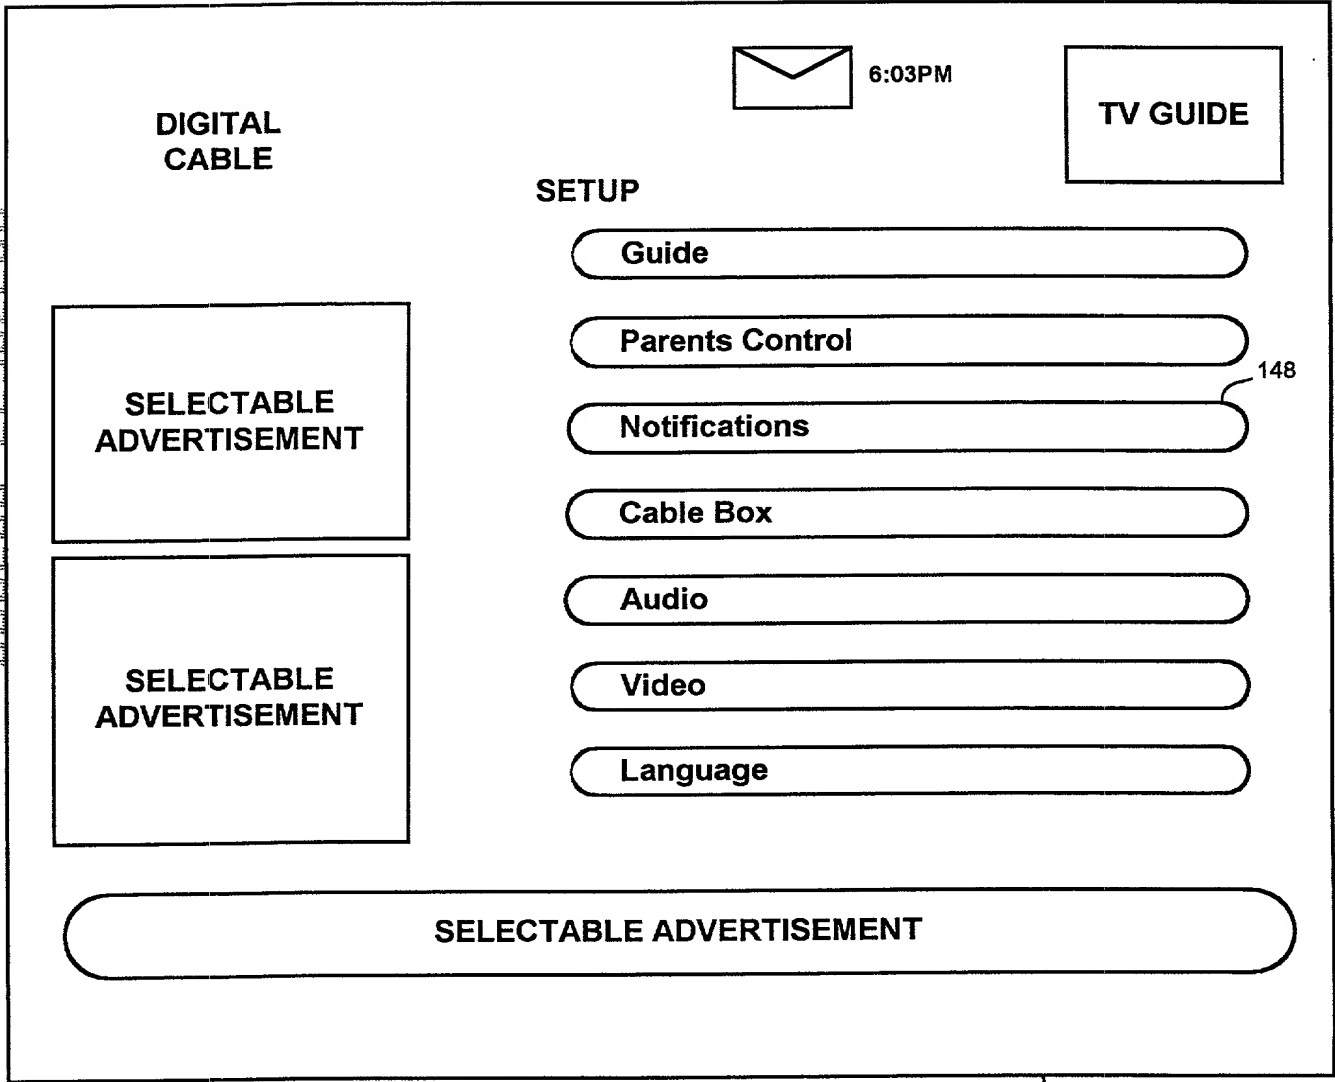 6:03PM
TV GUIDE
DIGITAL
CABLE
SETUP
Guide
Parents Control
148
Notifications
Cable Box
Audio
Video
Language
SELECTABLE
ADVERTISEMENT
SELECTABLE
ADVERTISEMENT
SELECTABLE ADVERTISEMENT